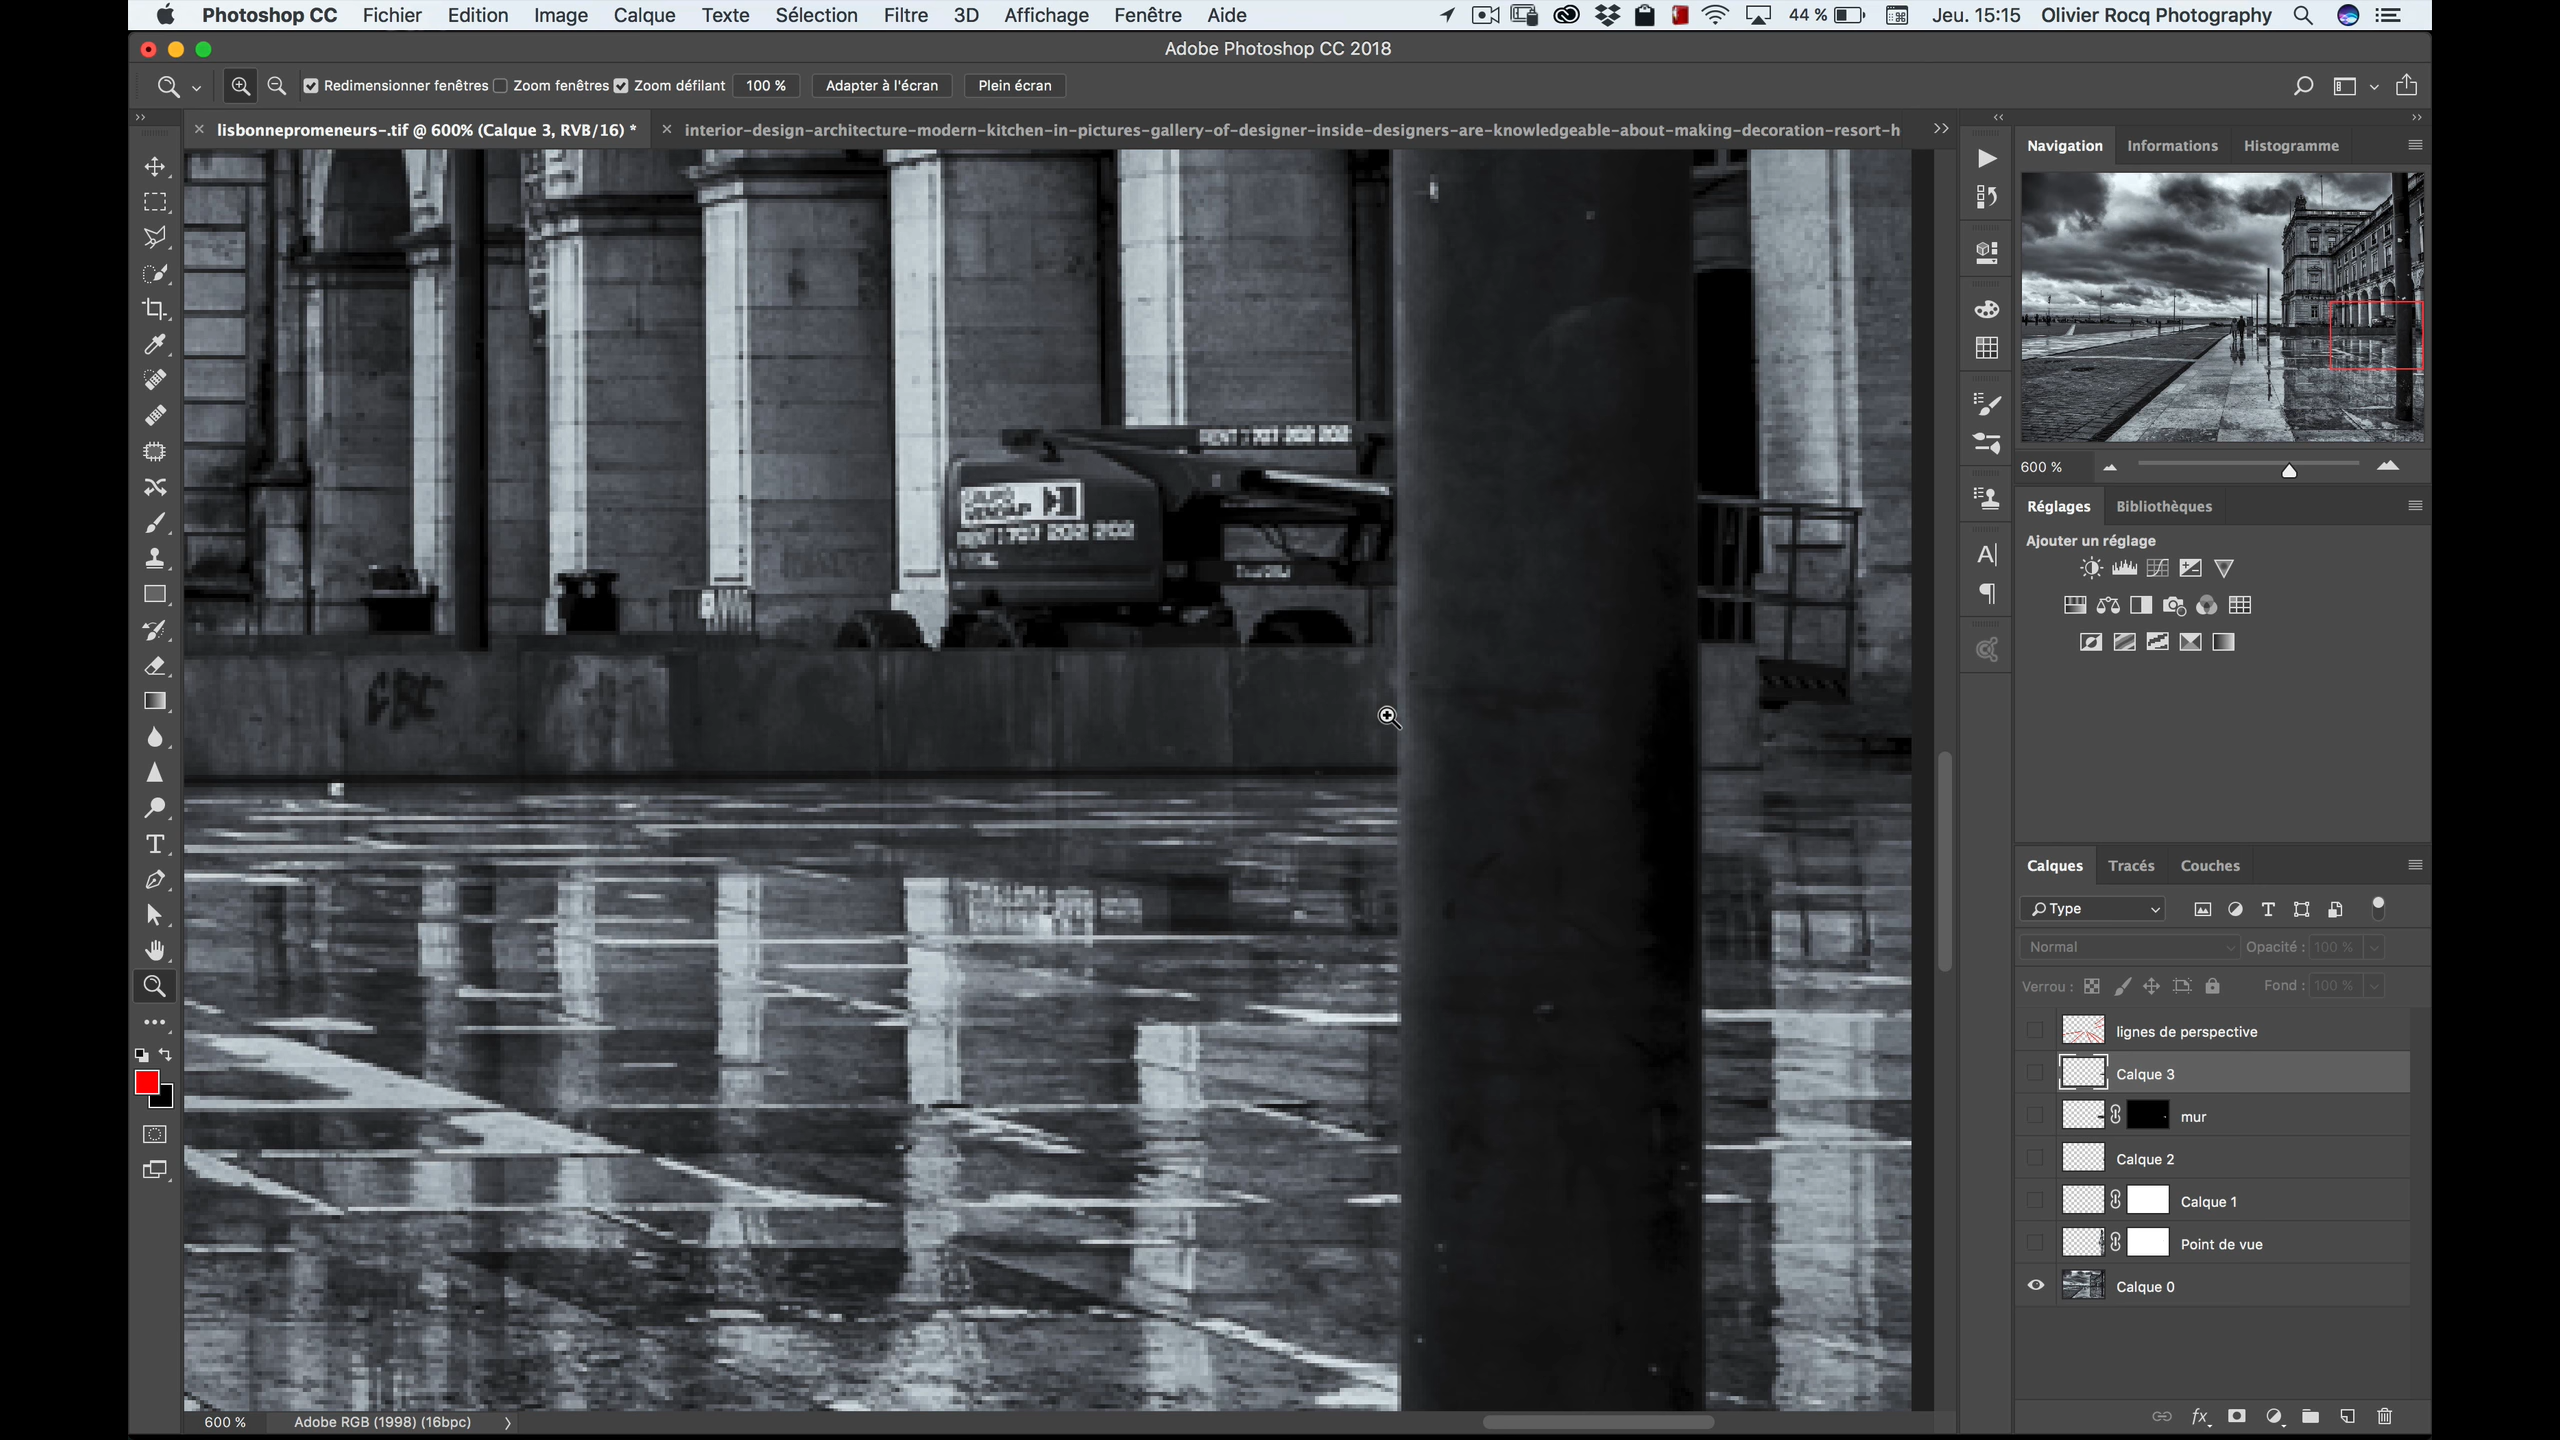 Photoshop CC Fichier Edition Image Calque Texte Sélection Filtre 3D Affichage Fenêtre Aide 44 % Jeu. 15:15 Olivier Rocq Photography
Adobe Photoshop CC 2018
Redimensionner fenêtres Zoom fenêtres Zoom défilant 100 % Adapter à l'écran Plein écran
lisbonnepromeneurs-.tif @ 600% (Calque 3, RVB/16) * interior-design-architecture-modern-kitchen-in-pictures-gallery-of-designer-inside-designers-are-knowledgeable-about-making-decoration-resort-h
Navigation Informations Histogramme
600 %
Réglages Bibliothèques
Ajouter un réglage
Calques Tracés Couches
Type
Normal Opacité : 100 %
Verrou : Fond : 100 %
lignes de perspective
Calque 3
mur
Calque 2
Calque 1
Point de vue
Calque 0
600 % Adobe RGB (1998) (16bpc)